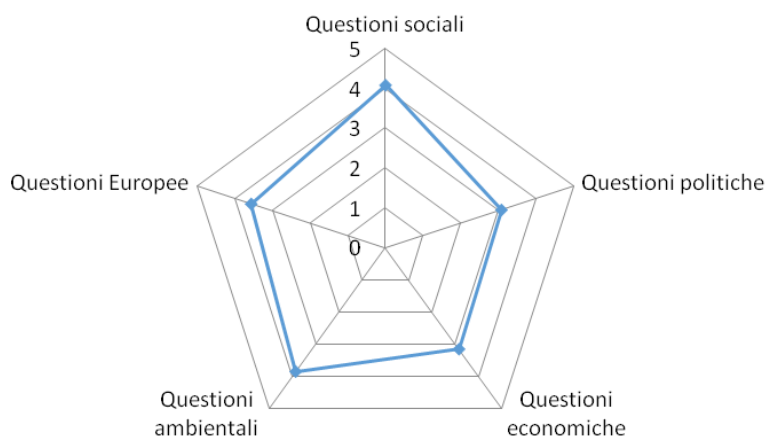 Questioni sociali
5
4
3
2
1
0
Questioni Europee
Questioni politiche
Questioni
ambientali
Questioni
economiche